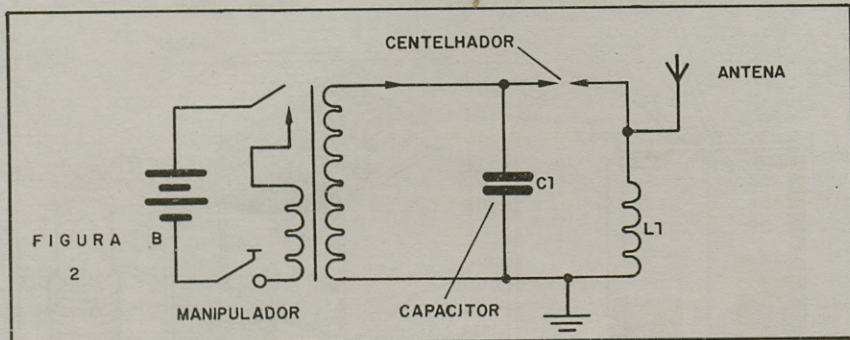 CENTELHADOR
ANTENA
C1
FIGURA
2
B
L1
MANIPULADOR
CAPACITOR